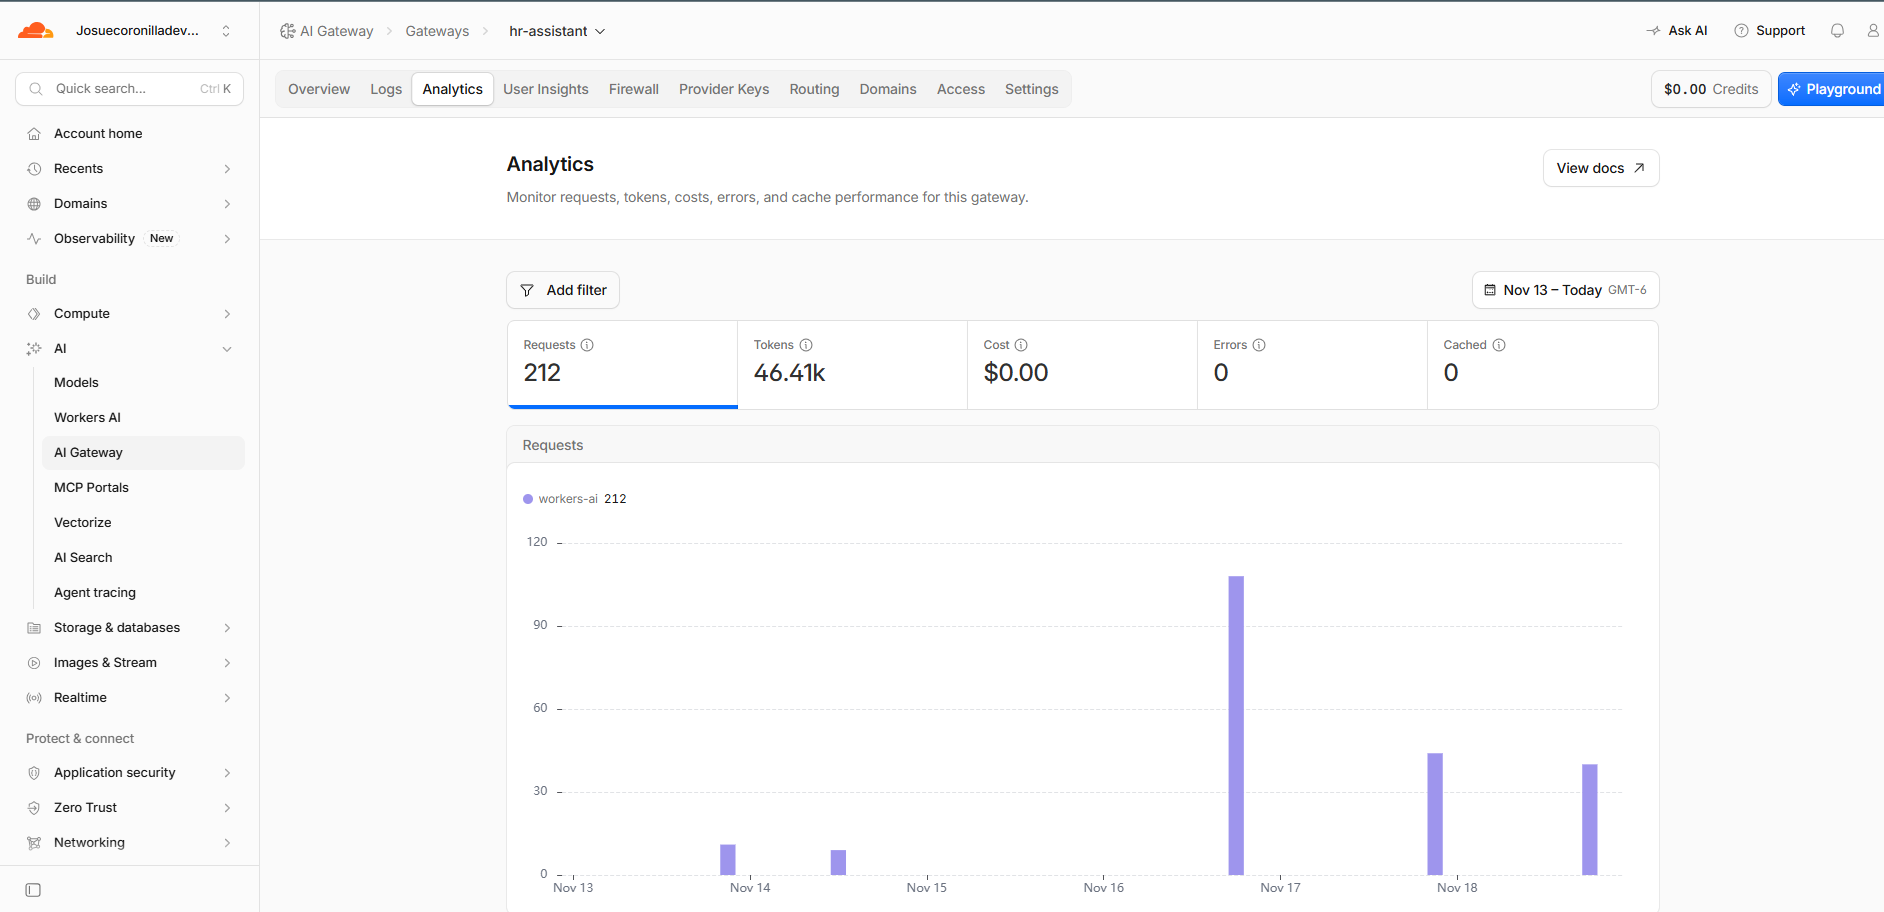 Josuecoronilladev...
AI Gateway
Gateways
hr-assistant
Ask AI
Support
Quick search...
Ctrl K
Overview
Logs
Analytics
User Insights
Firewall
Provider Keys
Routing
Domains
Access
Settings
$0.00 Credits
Playground
Account home
Recents
Domains
Observability New
Build
Compute
AI
Models
Workers AI
AI Gateway
MCP Portals
Vectorize
AI Search
Agent tracing
Storage & databases
Images & Stream
Realtime
Protect & connect
Application security
Zero Trust
Networking
Analytics
Monitor requests, tokens, costs, errors, and cache performance for this gateway.
View docs
Add filter
Nov 13 – Today GMT-6
Requests
212
Tokens
46.41k
Cost
$0.00
Errors
0
Cached
0
Requests
workers-ai 212
120
90
60
30
0
Nov 13
Nov 14
Nov 15
Nov 16
Nov 17
Nov 18